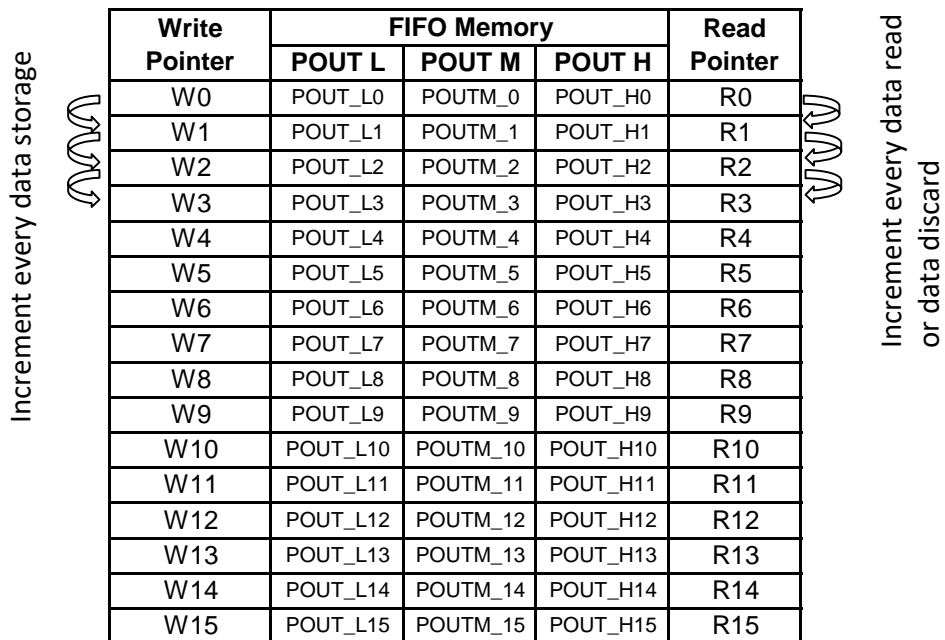 Increment every data storage
Write Pointer FIFO Memory Read Pointer
POUT L POUT M POUT H
W0 POUT_L0 POUTM_0 POUT_H0 R0
W1 POUT_L1 POUTM_1 POUT_H1 R1
W2 POUT_L2 POUTM_2 POUT_H2 R2
W3 POUT_L3 POUTM_3 POUT_H3 R3
W4 POUT_L4 POUTM_4 POUT_H4 R4
W5 POUT_L5 POUTM_5 POUT_H5 R5
W6 POUT_L6 POUTM_6 POUT_H6 R6
W7 POUT_L7 POUTM_7 POUT_H7 R7
W8 POUT_L8 POUTM_8 POUT_H8 R8
W9 POUT_L9 POUTM_9 POUT_H9 R9
W10 POUT_L10 POUTM_10 POUT_H10 R10
W11 POUT_L11 POUTM_11 POUT_H11 R11
W12 POUT_L12 POUTM_12 POUT_H12 R12
W13 POUT_L13 POUTM_13 POUT_H13 R13
W14 POUT_L14 POUTM_14 POUT_H14 R14
W15 POUT_L15 POUTM_15 POUT_H15 R15
Increment every data read
or data discard